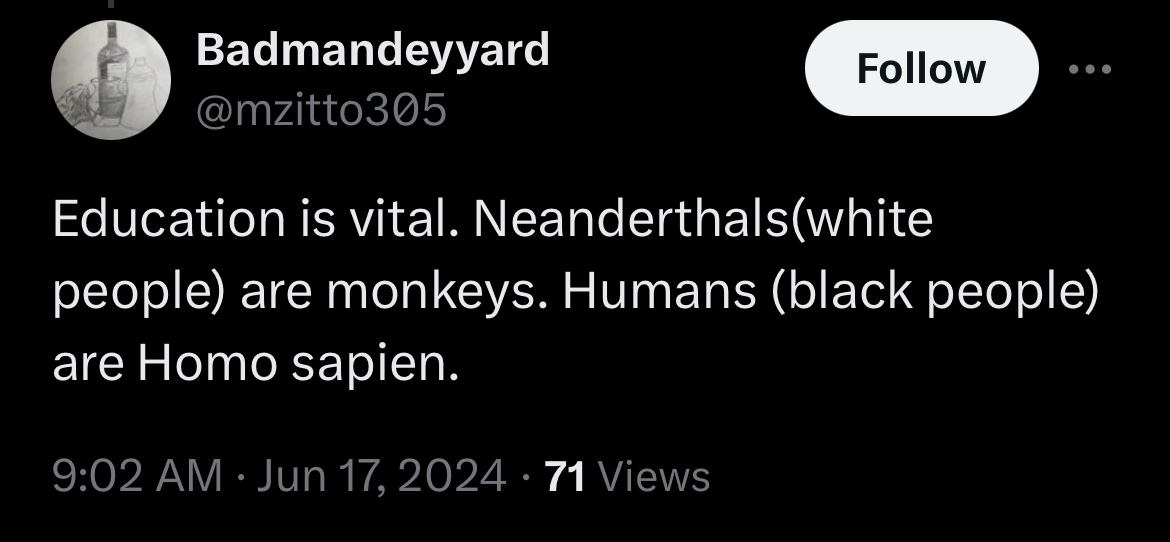 Badmandeyyard
Follow
@mzitto305
Education is vital. Neanderthals(white
people) are monkeys. Humans (black people)
are Homo sapien.
9:02 AM · Jun 17, 2024 · 71 Views